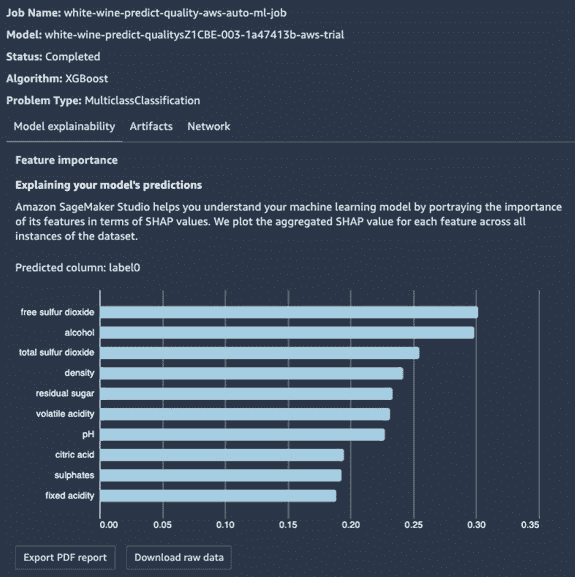 Job Name: white-wine-predict-quality-aws-auto-ml-job
Model: white-wine-predict-qualitysZ1CBE-003-1a47413b-aws-trial
Status: Completed
Algorithm: XGBoost
Problem Type: MulticlassClassification
Model explainability Artifacts Network
Feature importance
Explaining your model's predictions
Amazon SageMaker Studio helps you understand your machine learning model by portraying the importance
of its features in terms of SHAP values. We plot the aggregated SHAP value for each feature across all
instances of the dataset.
Predicted column: label0
free sulfur dioxide
alcohol
total sulfur dioxide
density
residual sugar
volatile acidity
pH
citric acid
sulphates
fixed acidity
0.00 0.05 0.10 0.15 0.20 0.25 0.30 0.35
Export PDF report Download raw data